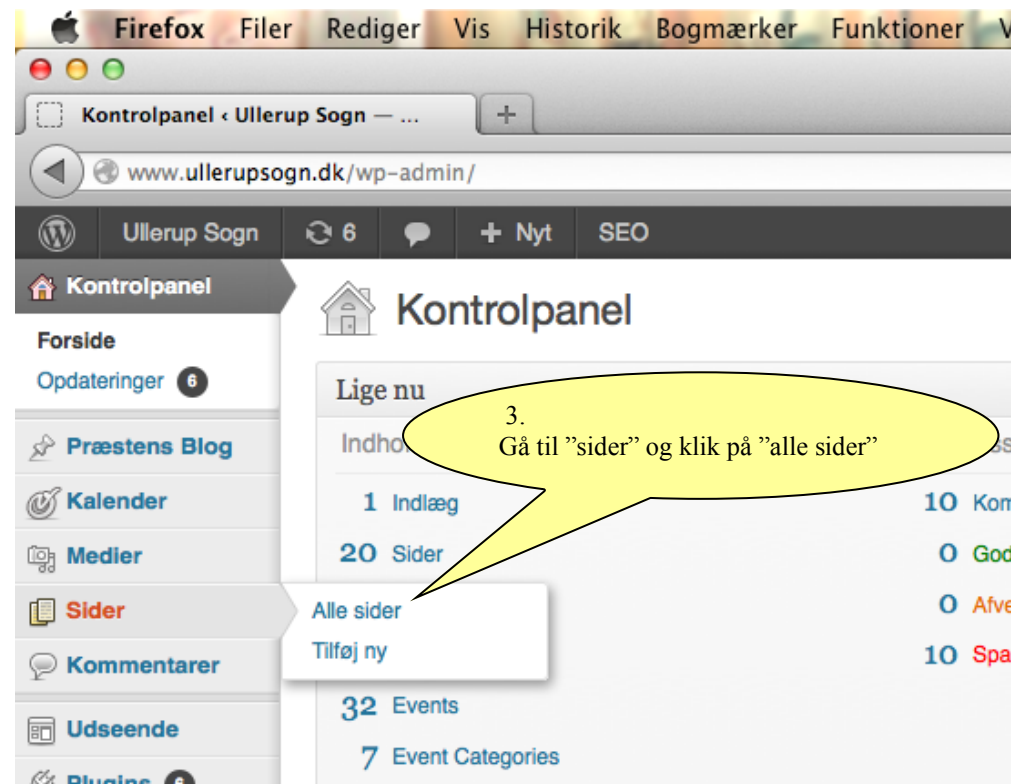 Firefox Filer Rediger Vis Historik Bogmærker Funktioner V
Kontrolpanel ‹ Ullerup Sogn — ...
www.ullerupsogn.dk/wp-admin/
Ullerup Sogn 6 + Nyt SEO
Kontrolpanel
Forside
Opdateringer 6
Præstens Blog
Kalender
Medier
Sider
Alle sider
Tilføj ny
Kommentarer
Udseende
Plugins 6
Kontrolpanel
Lige nu
3.
Gå til ”sider” og klik på ”alle sider”
1 Indlæg
20 Sider
32 Events
7 Event Categories
10
0
0
10